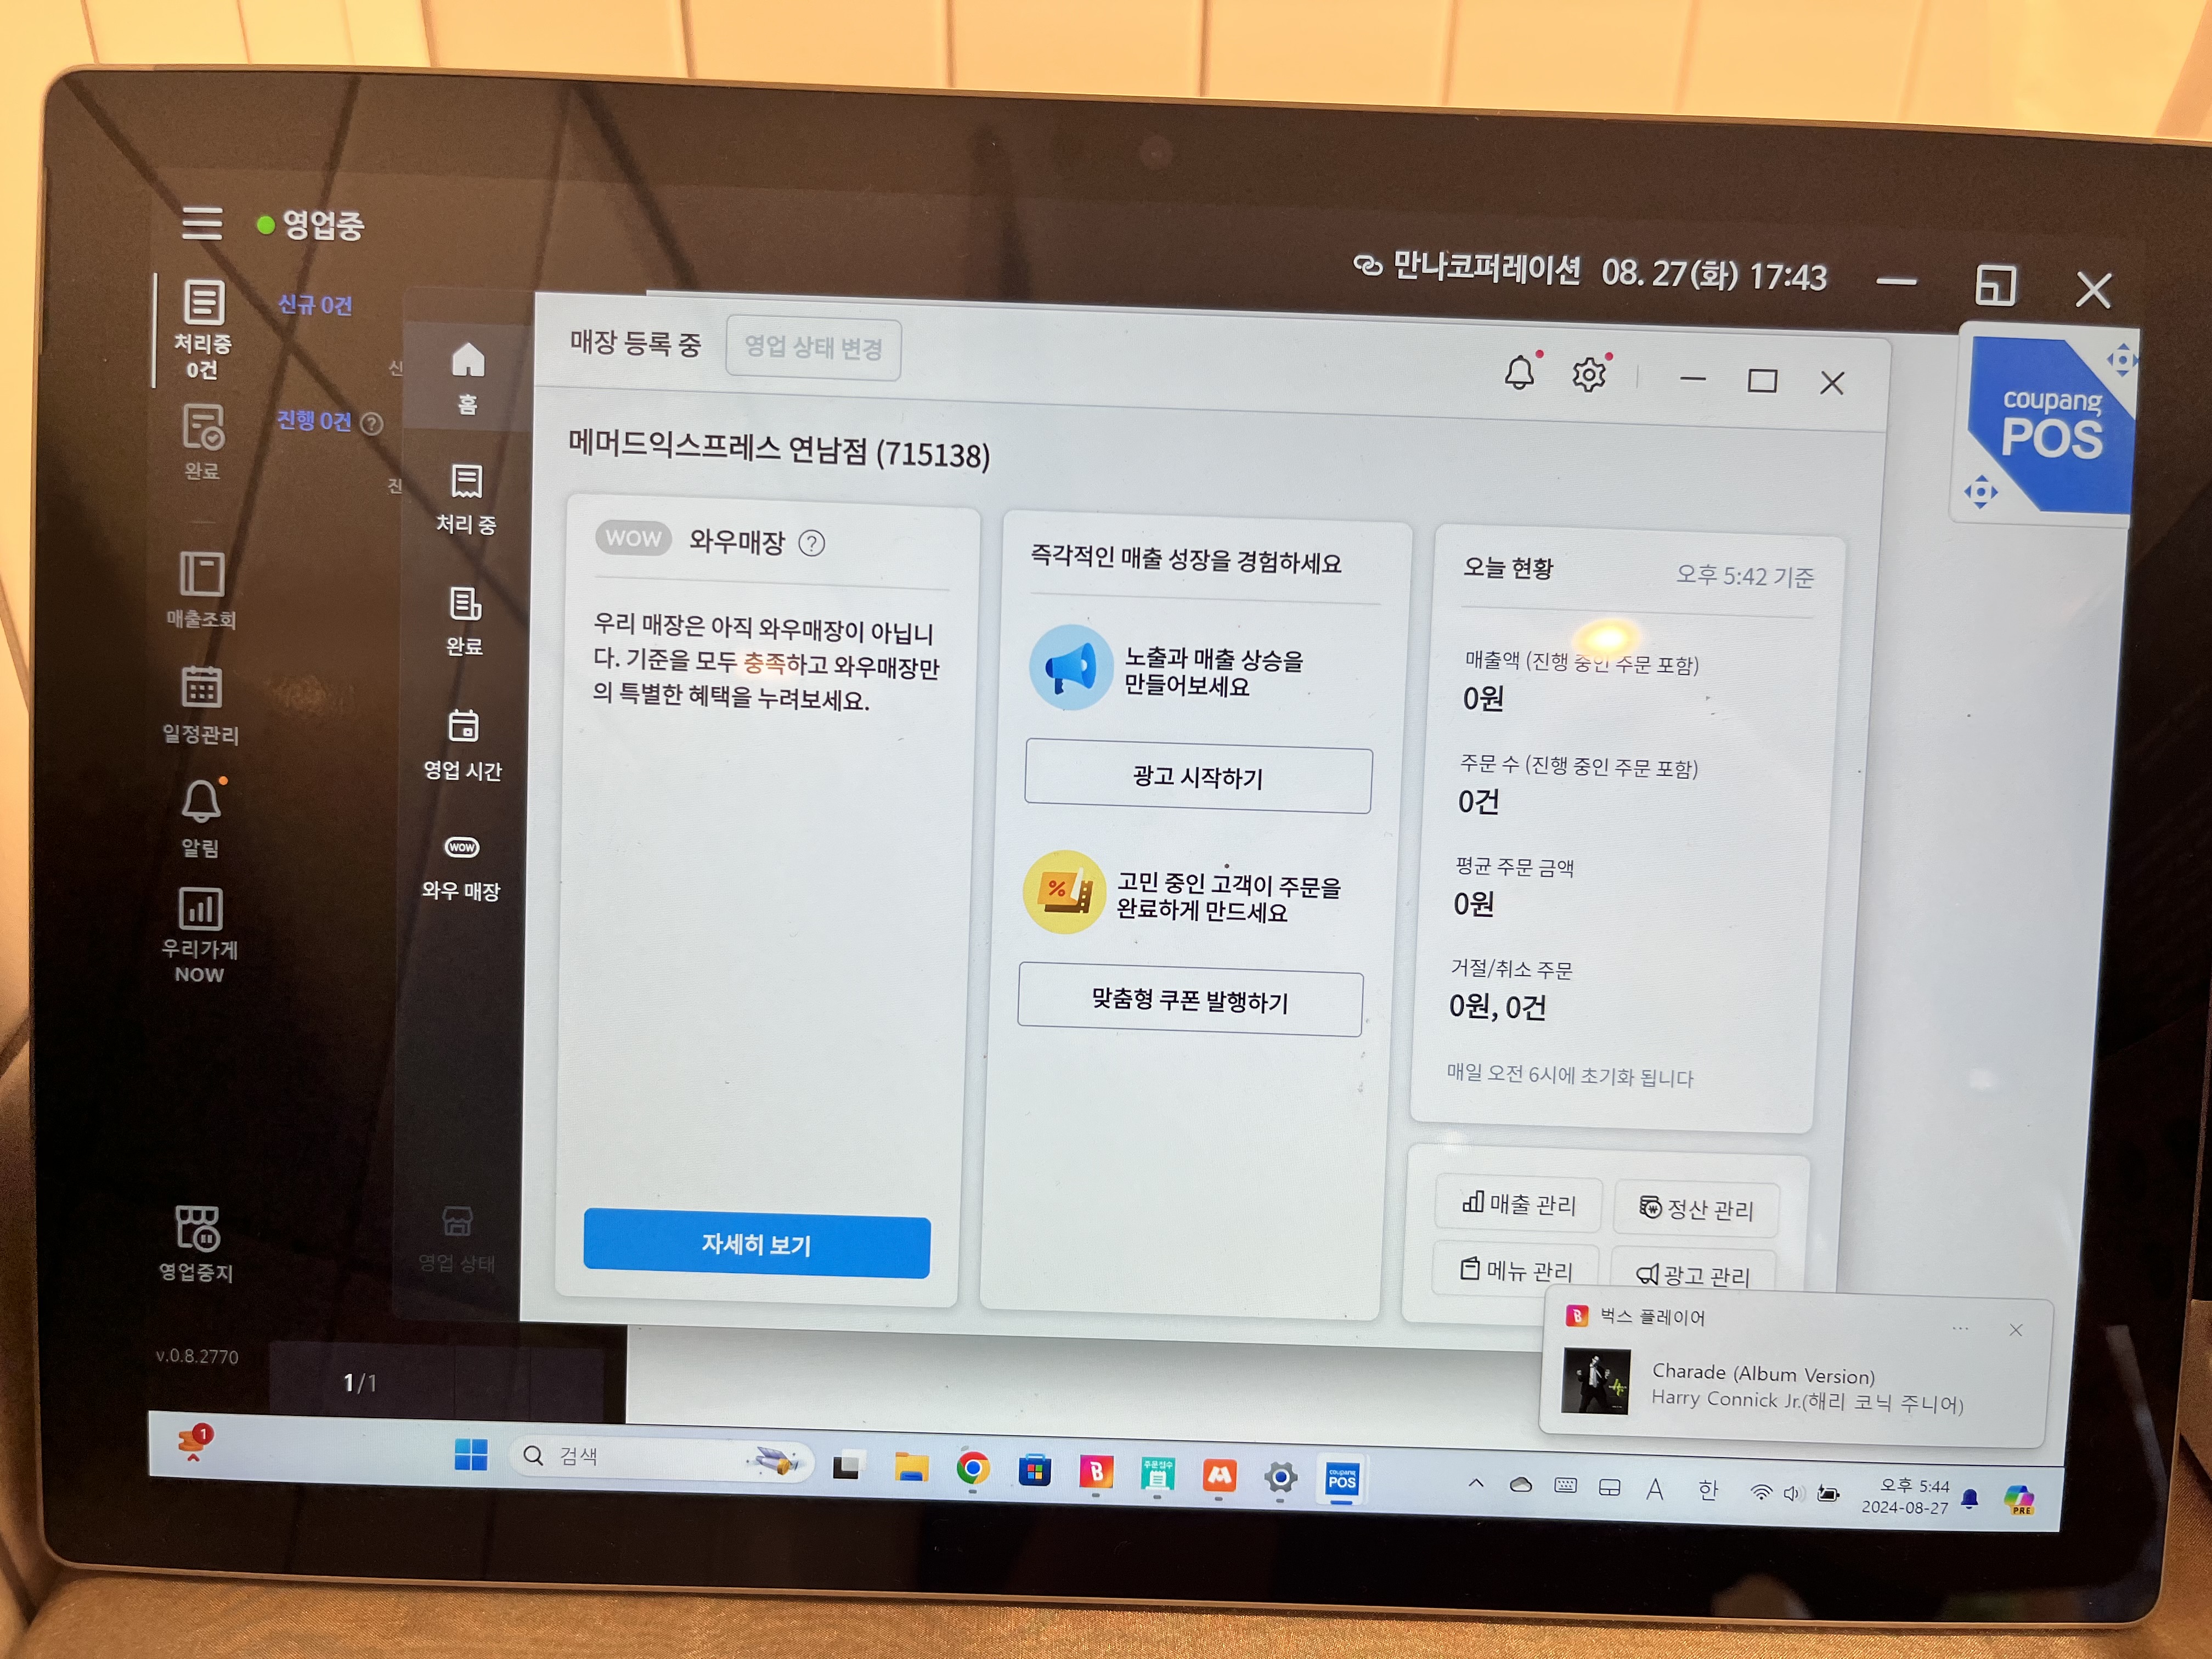 영업중
만나코퍼레이션 08. 27(화) 17:43
처리중
0건
신규 0건
신
진행 0건 ?
진
완료
매출조회
일정관리
알림
우리가게
NOW
영업중지
v.0.8.2770
1/1
홈
처리 중
완료
영업 시간
WOW
와우 매장
영업 상태
매장 등록 중
영업 상태 변경
메머드익스프레스 연남점 (715138)
WOW 와우매장 ?
우리 매장은 아직 와우매장이 아닙니
다. 기준을 모두 충족하고 와우매장만
의 특별한 혜택을 누려보세요.
자세히 보기
즉각적인 매출 성장을 경험하세요
노출과 매출 상승을
만들어보세요
광고 시작하기
%
고민 중인 고객이 주문을
완료하게 만드세요
맞춤형 쿠폰 발행하기
오늘 현황 오후 5:42 기준
매출액 (진행 중인 주문 포함)
0원
주문 수 (진행 중인 주문 포함)
0건
평균 주문 금액
0원
거절/취소 주문
0원, 0건
매일 오전 6시에 초기화 됩니다
매출 관리
정산 관리
메뉴 관리
광고 관리
coupang
POS
벅스 플레이어
Charade (Album Version)
Harry Connick Jr.(해리 코닉 주니어)
1
검색
주문접수
coupang
POS
A
한
오후 5:44
2024-08-27
PRE